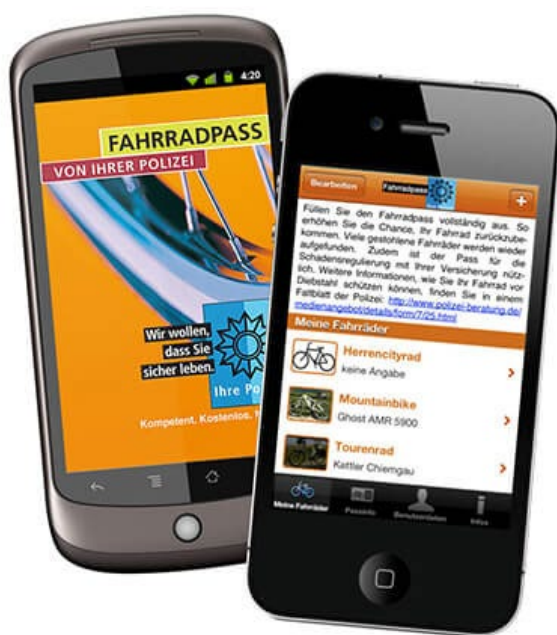 4:20
FAHRRADPASS
VON IHRER POLIZEI
Wir wollen,
dass Sie
sicher leben.
Ihre Po
Kompetent. Kostenlos. N
Bearbeiten
Fahrradpass
+
Füllen Sie den Fahrradpass vollständig aus. So
erhöhen Sie die Chance, Ihr Fahrrad zurückzube-
kommen. Viele gestohlene Fahrräder werden wieder
aufgefunden. Zudem ist der Pass für die
Schadensregulierung mit Ihrer Versicherung nütz-
lich. Weitere Informationen, wie Sie Ihr Fahrrad vor
Diebstahl schützen können, finden Sie in einem
Faltblatt der Polizei: http://www.polizei-beratung.de/
medienangebot/details/form/7/25.html
Meine Fahrräder
Herrencityrad
keine Angabe
Mountainbike
Ghost AMR 5900
Tourenrad
Kettler Chiemgau
Meine Fahrräder
Passinfo
Benutzerdaten
Infos